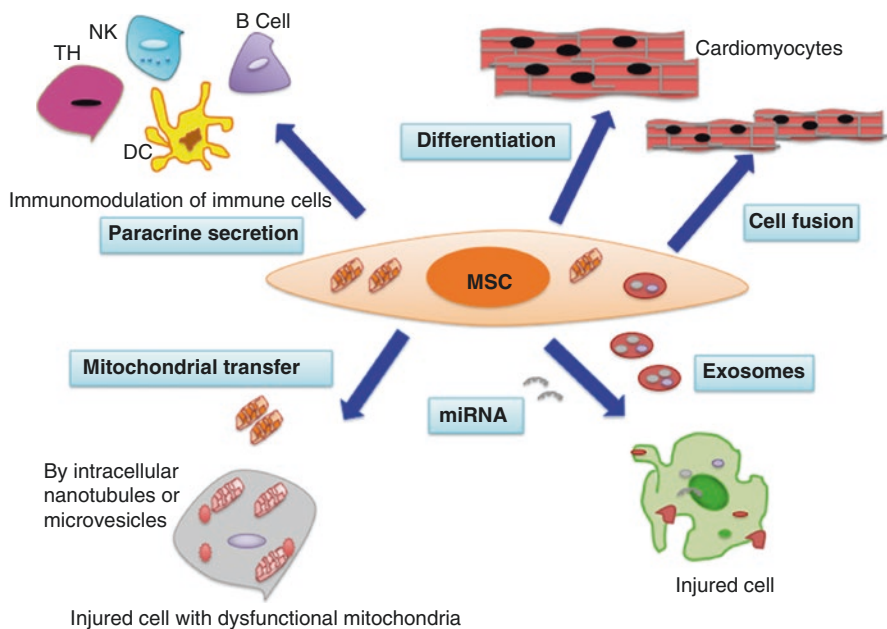 B Cell
NK
TH
DC
Immunomodulation of immune cells
Paracrine secretion
Cardiomyocytes
Differentiation
Cell fusion
MSC
Mitochondrial transfer
Exosomes
miRNA
By intracellular
nanotubules or
microvesicles
Injured cell
Injured cell with dysfunctional mitochondria